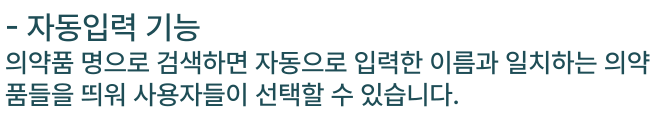 - 자동입력 기능
의약품 명으로 검색하면 자동으로 입력한 이름과 일치하는 의약
품들을 띄워 사용자들이 선택할 수 있습니다.